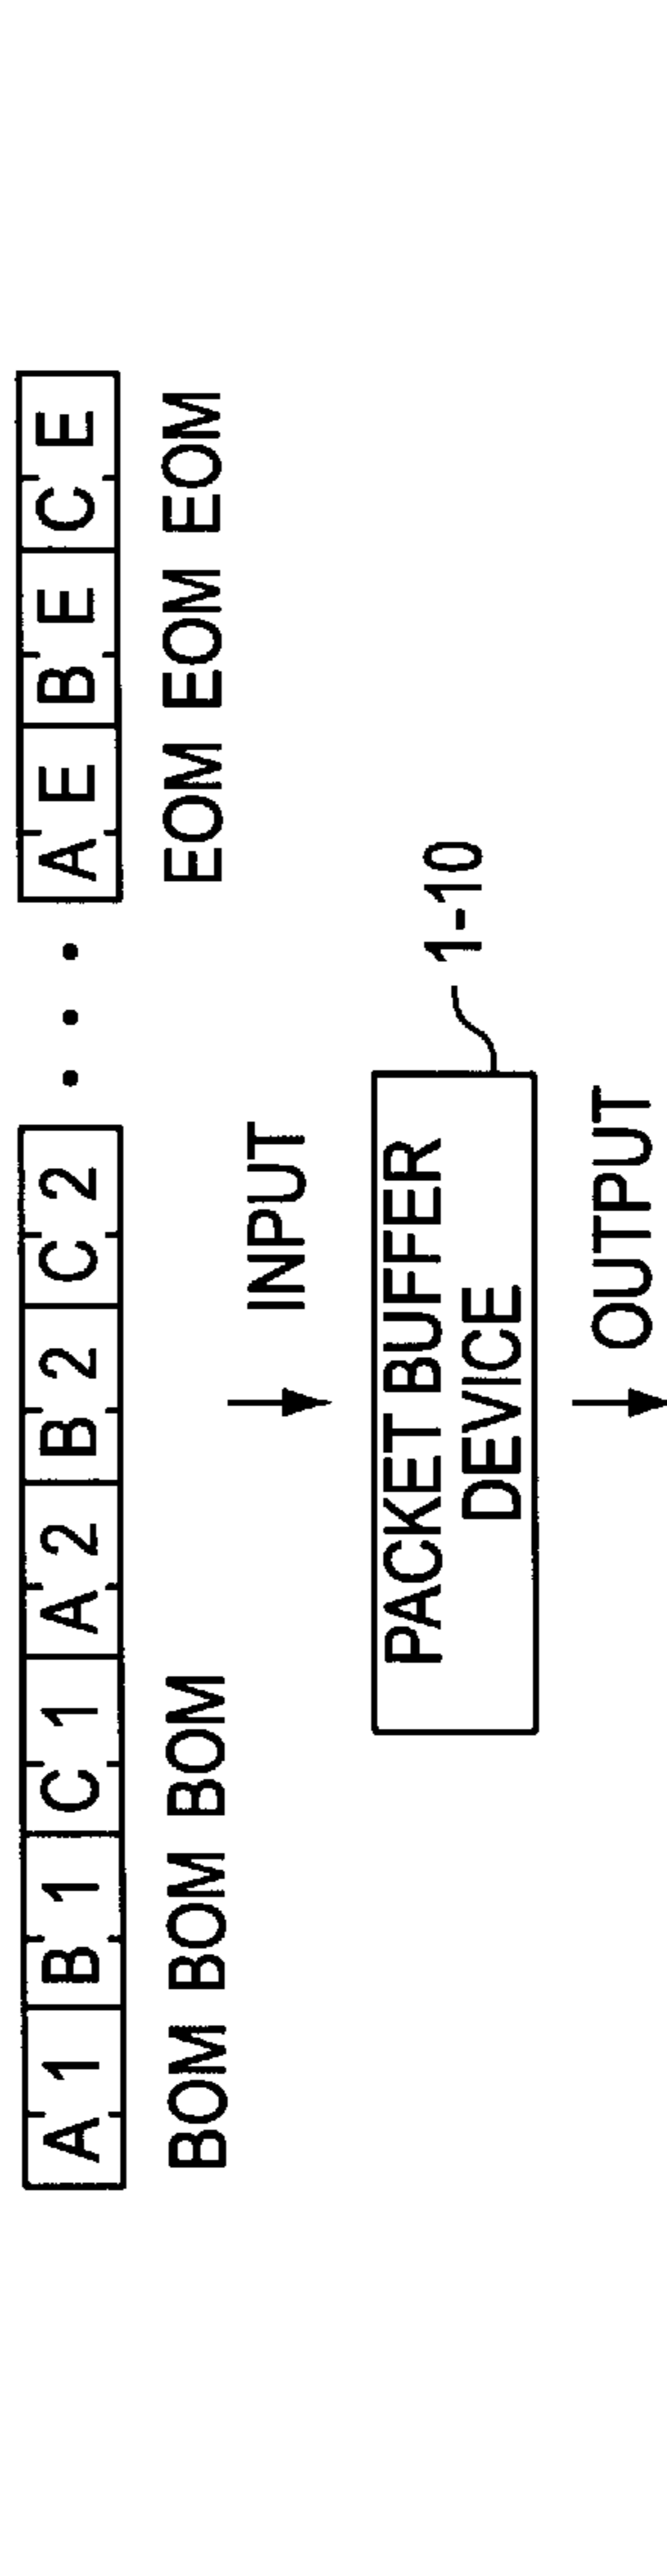 A 1 B 1 C 1 A 2 B 2 C 2 • • • A E B E C E
BOM BOM BOM EOM EOM EOM
INPUT
PACKET BUFFER
DEVICE
1-10
OUTPUT